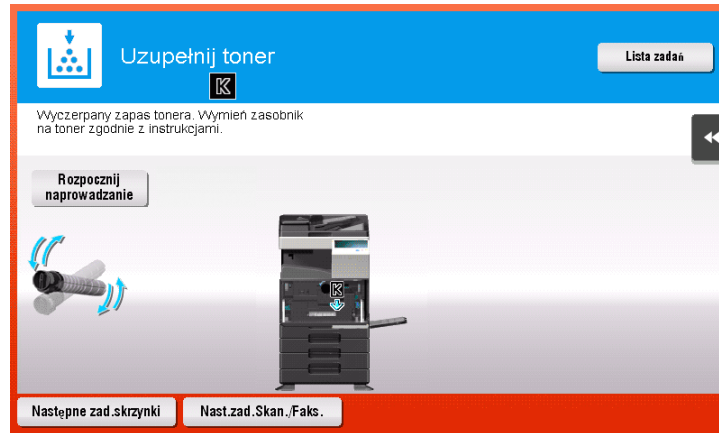 Uzupełnij toner
K
Lista zadań
Wyczerpany zapas tonera. Wymień zasobnik
na toner zgodnie z instrukcjami.
Rozpocznij
naprowadzanie
K
Następne zad.skrzynki
Nast.zad.Skan./Faks.